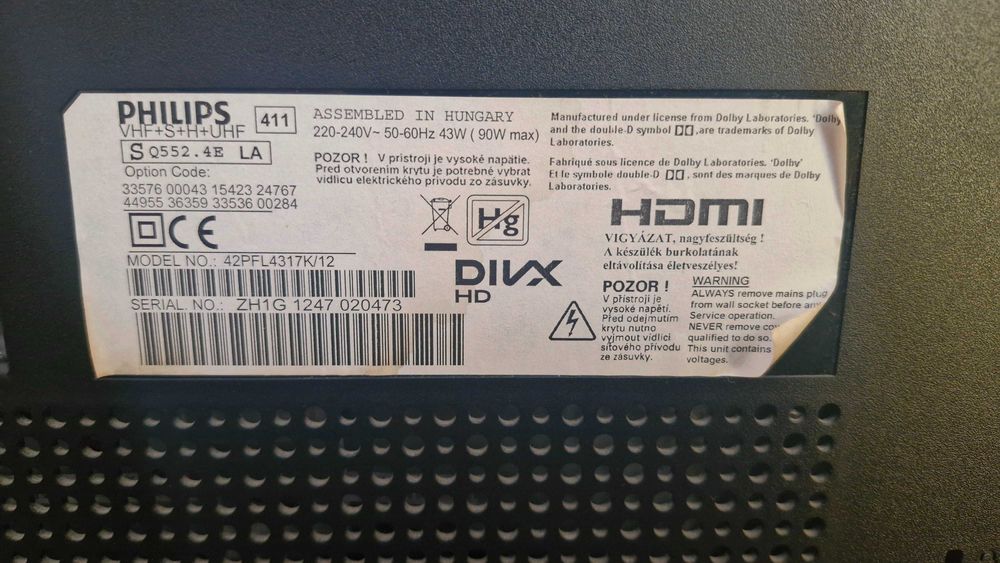 PHILIPS
VHF+S+H+UHF
411
S Q552.4E LA
Option Code:
33576 00043 15423 24767
44955 36359 33536 00284
CE
MODEL NO.: 42PFL4317K/12
SERIAL NO.: ZH1G 1247 020473
ASSEMBLED IN HUNGARY
220-240V~ 50-60Hz 43W ( 90W max)
POZOR ! V pristroji je vysoké napätie.
Pred otvorením krytu je potrebné vybrat
vidlicu elektrického prívodu zo zásuvky.
Hg
DIVX
HD
Manufactured under license from Dolby Laboratories. 'Dolby
and the double-D symbol ,are trademarks of Dolby
Laboratories.
Fabriqué sous licence de Dolby Laboratories. 'Dolby'
Et le symbole double-D , sont des marques de Dolby
Laboratories.
HDMI
VIGYÁZAT, nagyfeszültség !
A készülék burkolatának
eltávolítása életveszélyes!
POZOR !
V přístroji je
vysoké napětí.
Před odejmutím
krytu nutno
vyjmout vidlici
síťového přívodu
ze zásuvky.
WARNING
ALWAYS remove mains plug
from wall socket before
Service operation.
NEVER remove
qualified to do so.
This unit contains
voltages.